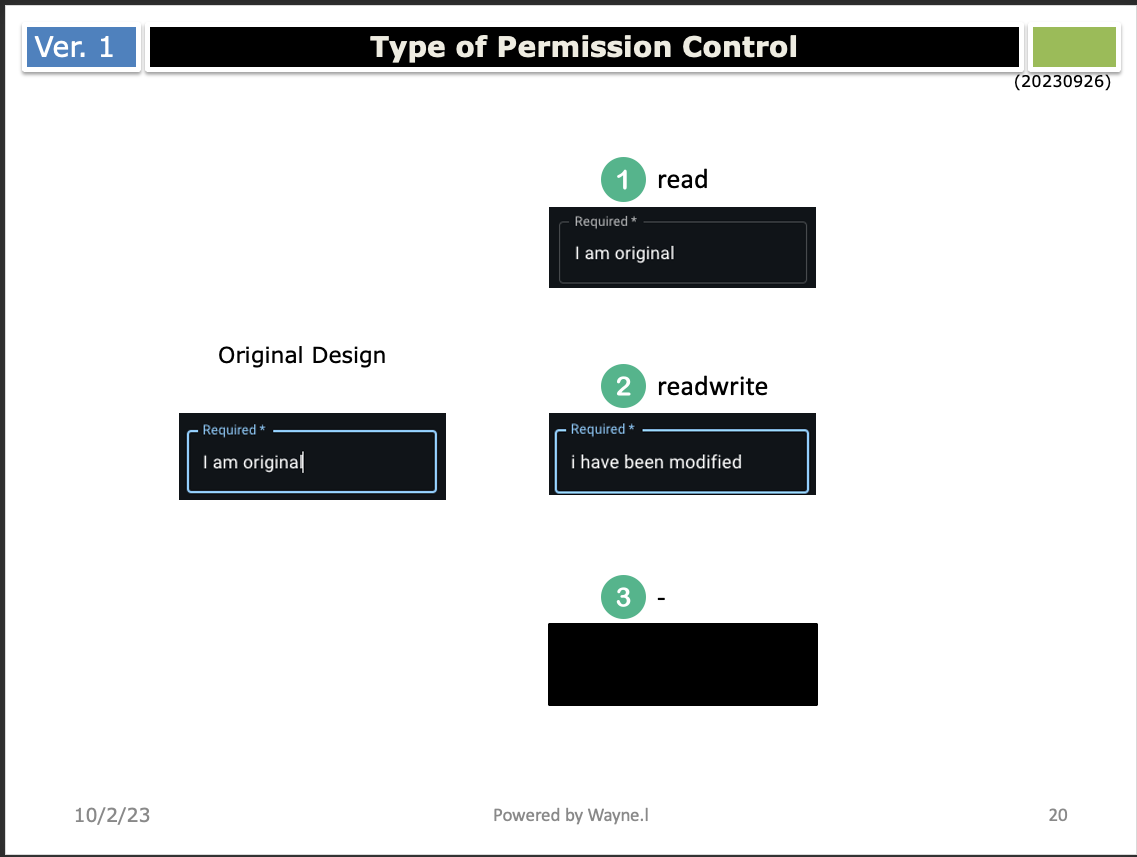 Ver. 1
Type of Permission Control
(20230926)
1 read
Required *
I am original
Original Design
Required *
I am original
2 readwrite
Required *
i have been modified
3 -
10/2/23
Powered by Wayne.l
20